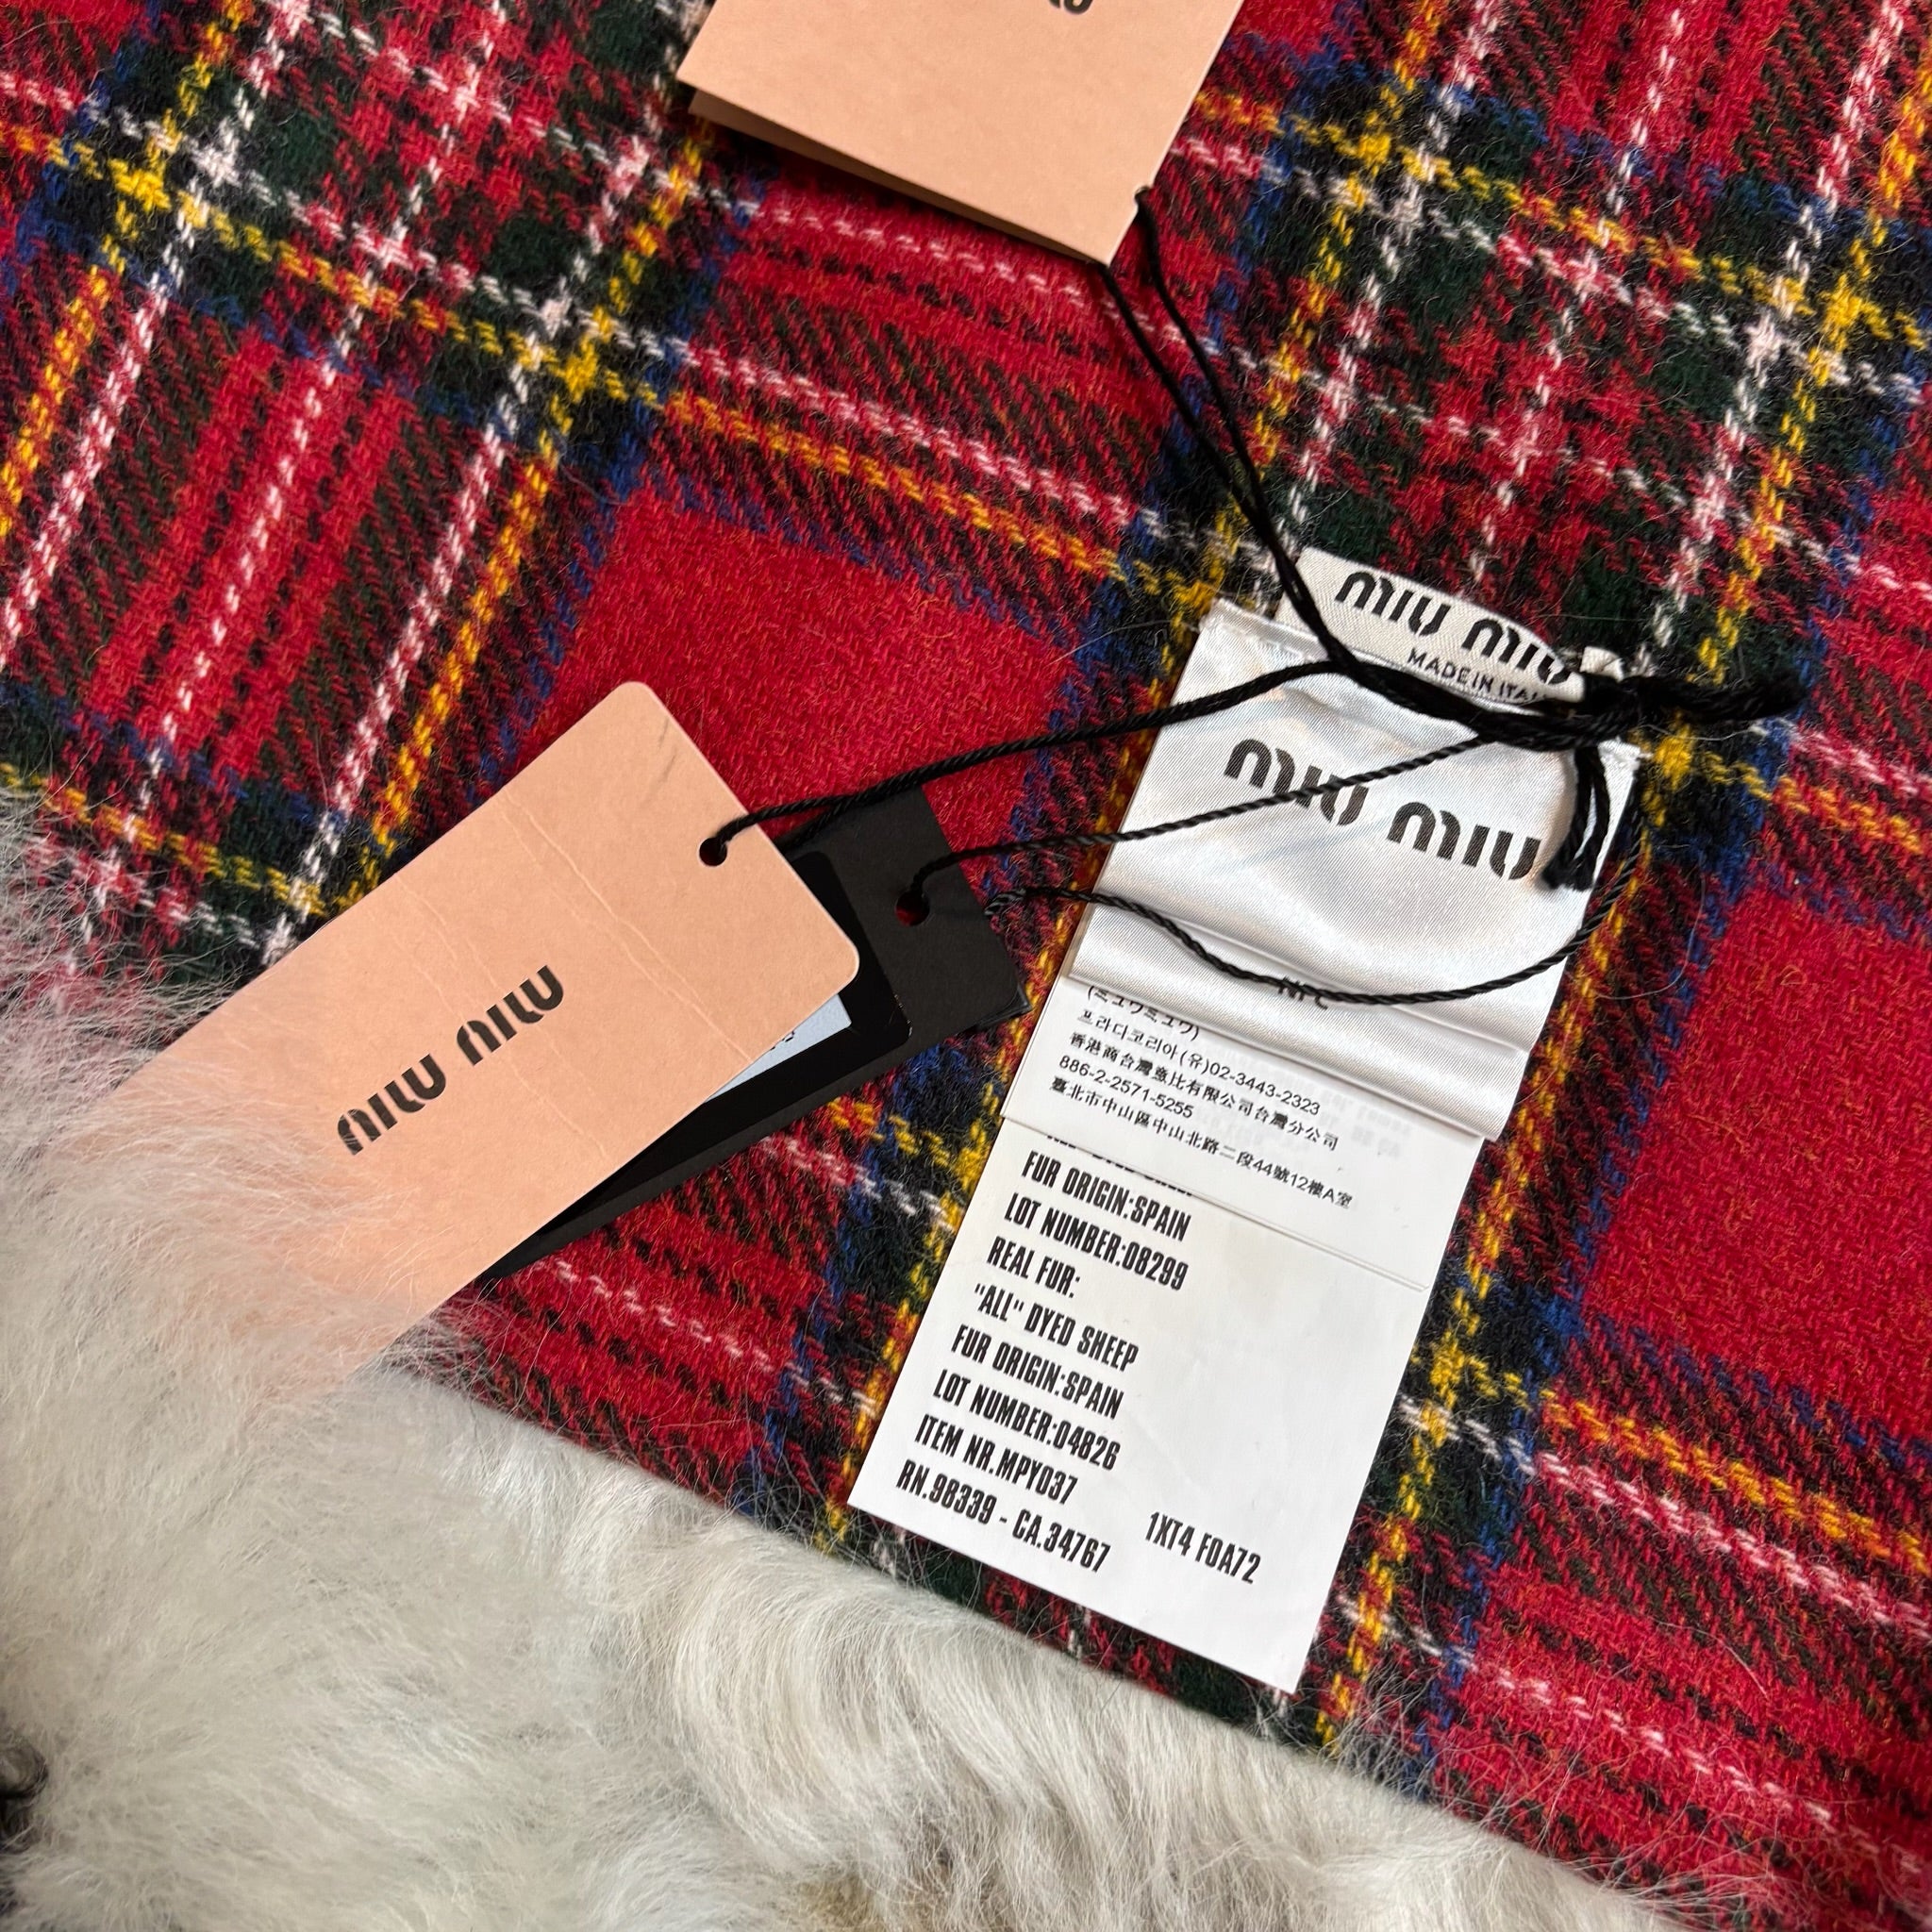 MIU MIU
MADE IN ITALY
MIU MIU
NFC
(ミュウミュウ)
프라다코리아(유)02-3443-2323
香港商台灣惠比有限公司台灣分公司
886-2-2571-5255
臺北市中山區中山北路二段44號12樓A室
FUR ORIGIN:SPAIN
LOT NUMBER:08299
REAL FUR:
"ALL" DYED SHEEP
FUR ORIGIN:SPAIN
LOT NUMBER:04826
ITEM NR.MPY037
RN.98339 - CA.34767
1XT4 F0A72
MIU MIU